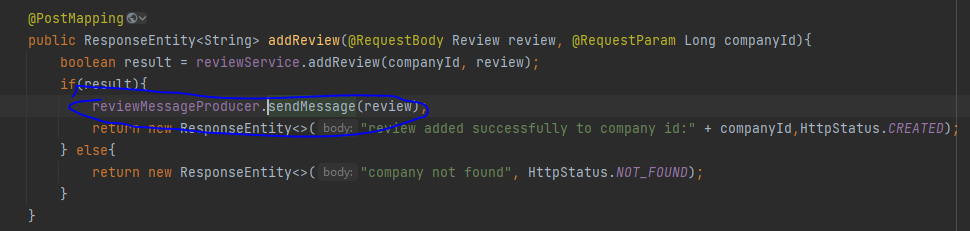 @PostMapping
public ResponseEntity<String> addReview(@RequestBody Review review, @RequestParam Long companyId){
boolean result = reviewService.addReview(companyId, review);
if(result){
reviewMessageProducer.sendMessage(review);
return new ResponseEntity<>( body: "review added successfully to company id:" + companyId,HttpStatus.CREATED);
} else{
return new ResponseEntity<>( body: "company not found", HttpStatus.NOT_FOUND);
}
}